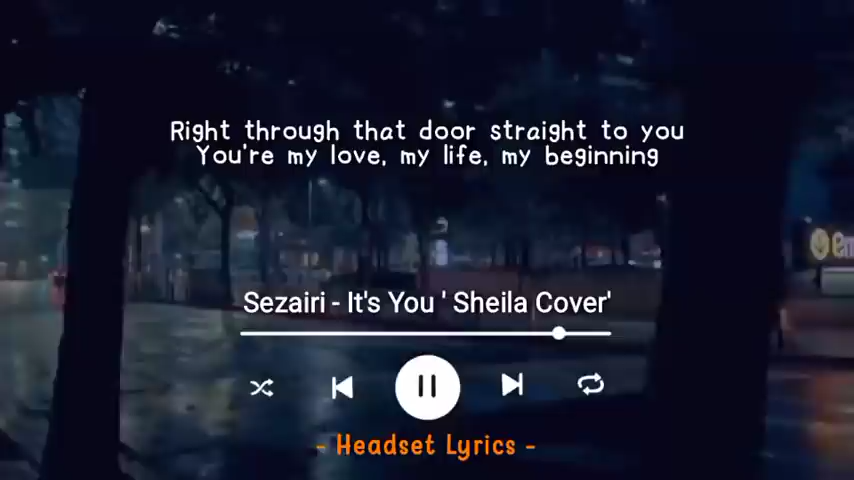 Right through that door straight to you
You're my love, my life, my beginning
Sezairi - It's You ' Sheila Cover'
- Headset Lyrics -